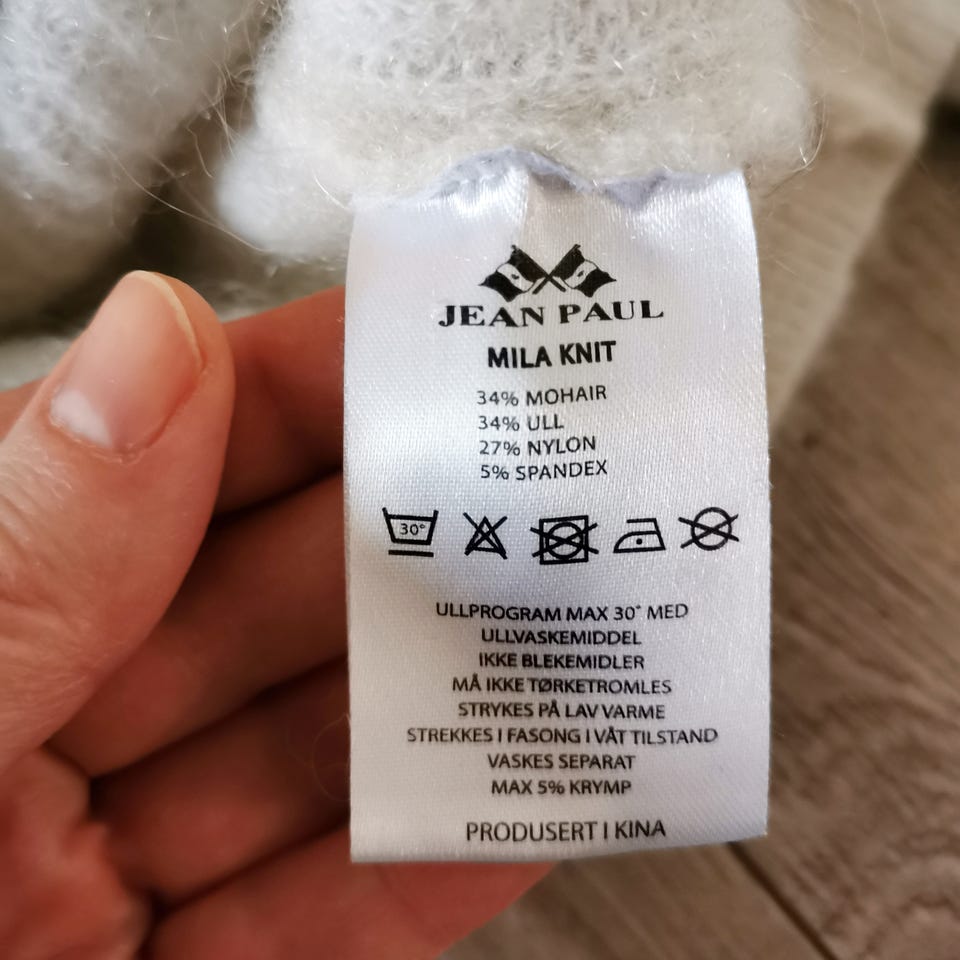 JEAN PAUL
MILA KNIT
34% MOHAIR
34% ULL
27% NYLON
5% SPANDEX
30°
ULLPROGRAM MAX 30° MED
ULLVASKEMIDDEL
IKKE BLEKEMIDLER
MÅ IKKE TØRKETROMLES
STRYKES PÅ LAV VARME
STREKKES I FASONG I VÅT TILSTAND
VASKES SEPARAT
MAX 5% KRYMP
PRODUSERT I KINA